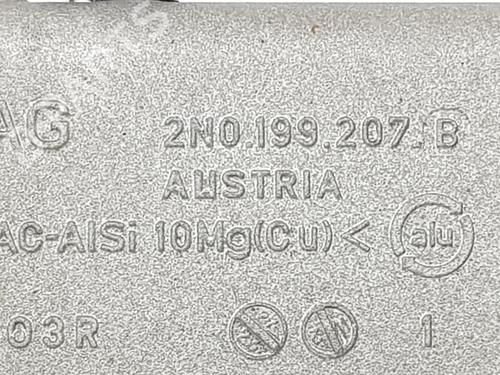 AG 2N0.199.207. B
AUSTRIA
AC-AlSi 10Mg(Cu) < alu
03R 1